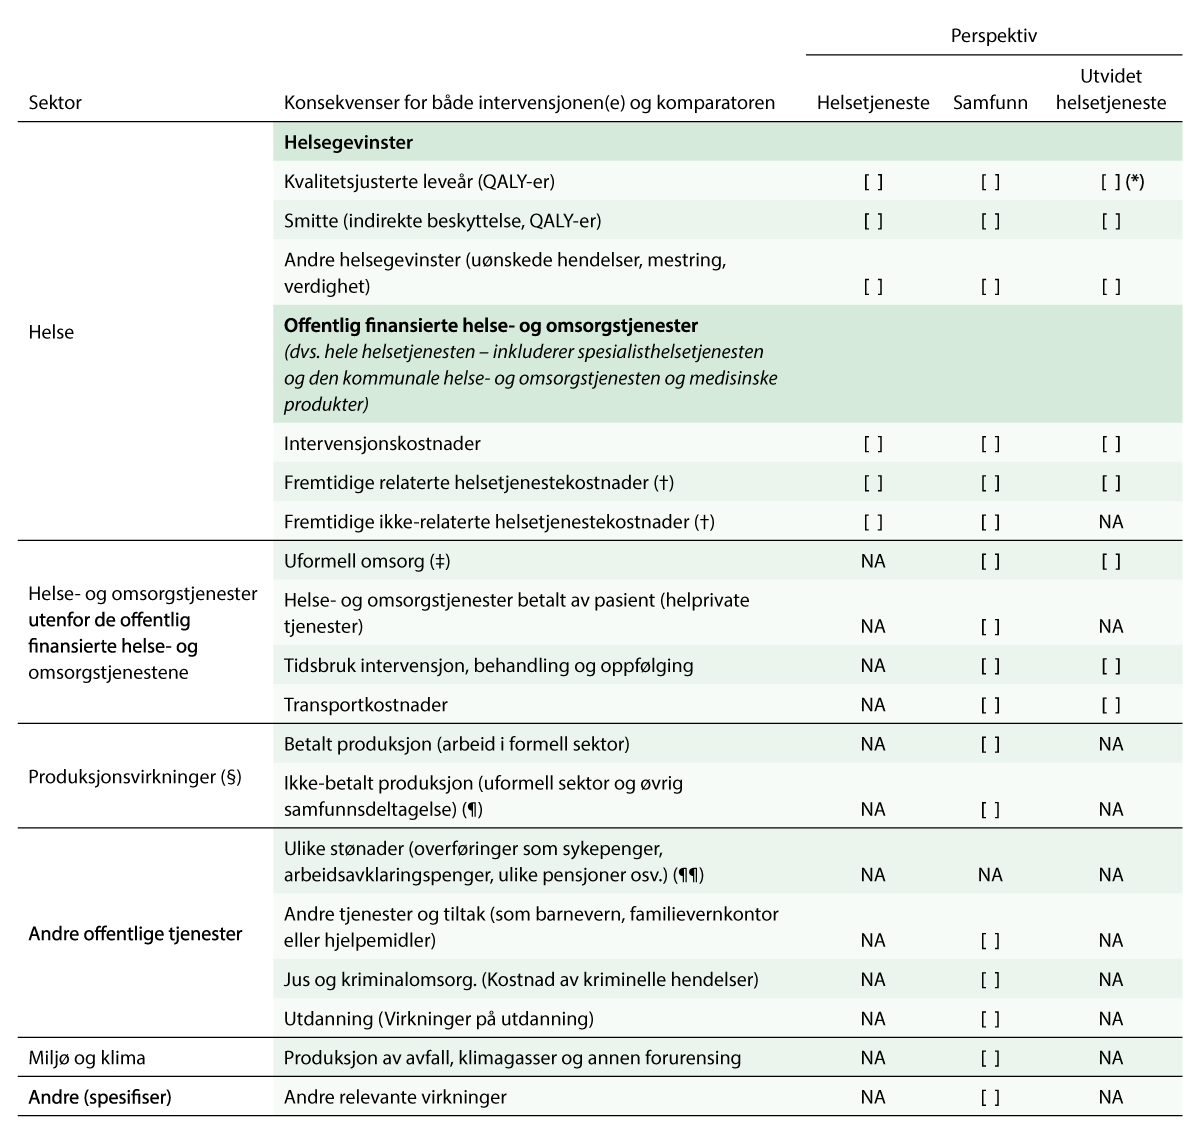 Perspektiv
Utvidet
Sektor Konsekvenser for både intervensjonen(e) og komparatoren Helsetjeneste Samfunn helsetjeneste
Helsegevinster
Kvalitetsjusterte leveår (QALY-er) [ ] [ ] [ ] (*)
Smitte (indirekte beskyttelse, QALY-er) [ ] [ ] [ ]
Andre helsegevinster (uønskede hendelser, mestring,
verdighet) [ ] [ ] [ ]
Helse
Offentlig finansierte helse- og omsorgstjenester
(dvs. hele helsetjenesten – inkluderer spesialisthelsetjenesten
og den kommunale helse- og omsorgstjenesten og medisinske
produkter)
Intervensjonskostnader [ ] [ ] [ ]
Fremtidige relaterte helsetjenestekostnader (†) [ ] [ ] [ ]
Fremtidige ikke-relaterte helsetjenestekostnader (†) [ ] [ ] NA
Helse- og omsorgstjenester
utenfor de offentlig
finansierte helse- og
omsorgstjenestene
Uformell omsorg (‡) NA [ ] [ ]
Helse- og omsorgstjenester betalt av pasient (helprivate
tjenester) NA [ ] NA
Tidsbruk intervensjon, behandling og oppfølging NA [ ] [ ]
Transportkostnader NA [ ] [ ]
Produksjonsvirkninger (§)
Betalt produksjon (arbeid i formell sektor) NA [ ] NA
Ikke-betalt produksjon (uformell sektor og øvrig
samfunnsdeltagelse) (¶) NA [ ] NA
Andre offentlige tjenester
Ulike stønader (overføringer som sykepenger,
arbeidsavklaringspenger, ulike pensjoner osv.) (¶¶) NA NA NA
Andre tjenester og tiltak (som barnevern, familievernkontor
eller hjelpemidler) NA [ ] NA
Jus og kriminalomsorg. (Kostnad av kriminelle hendelser) NA [ ] NA
Utdanning (Virkninger på utdanning) NA [ ] NA
Miljø og klima Produksjon av avfall, klimagasser og annen forurensing NA [ ] NA
Andre (spesifiser) Andre relevante virkninger NA [ ] NA